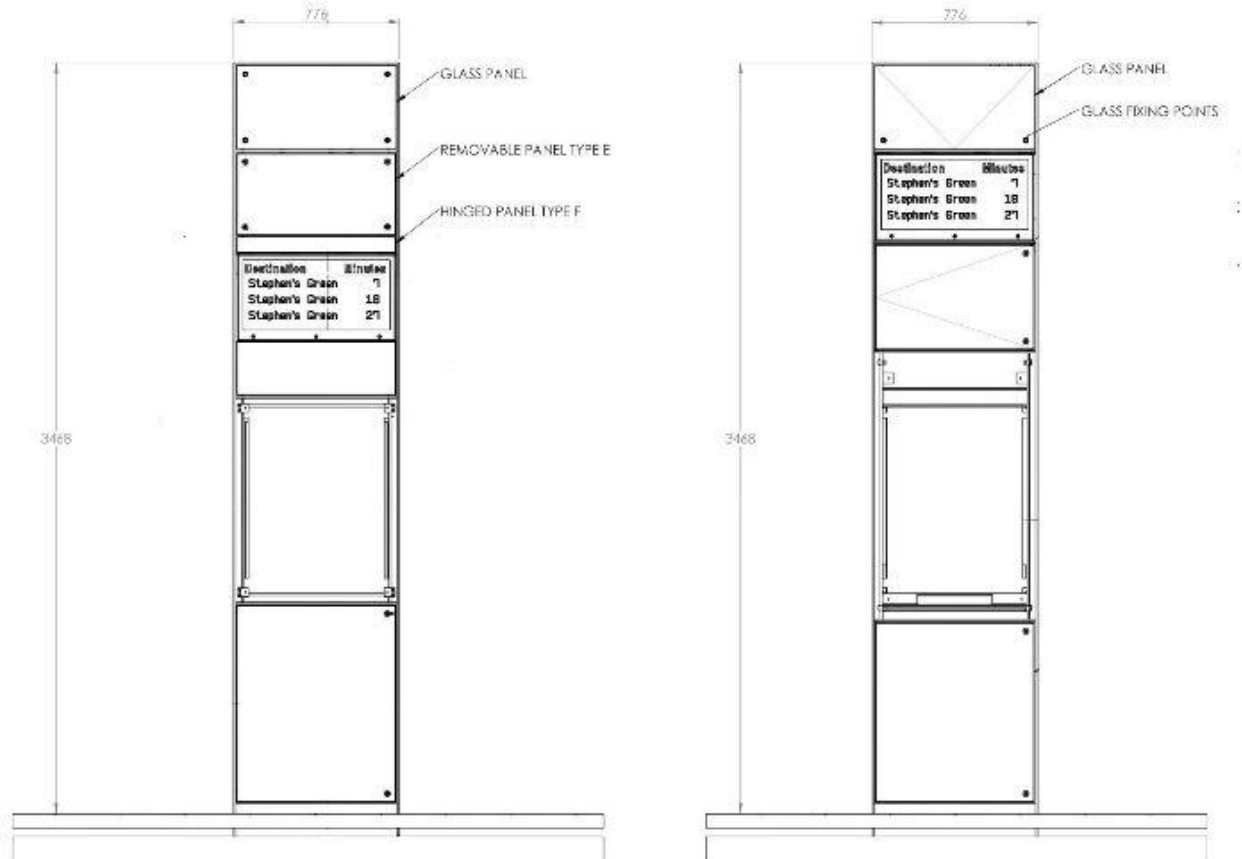 776
GLASS PANEL
REMOVABLE PANEL TYPE E
HINGED PANEL TYPE F
Destination Minutes
Stephen's Green 7
Stephen's Green 18
Stephen's Green 27
3468
776
GLASS PANEL
GLASS FIXING POINTS
Destination Minutes
Stephen's Green 7
Stephen's Green 18
Stephen's Green 27
3468